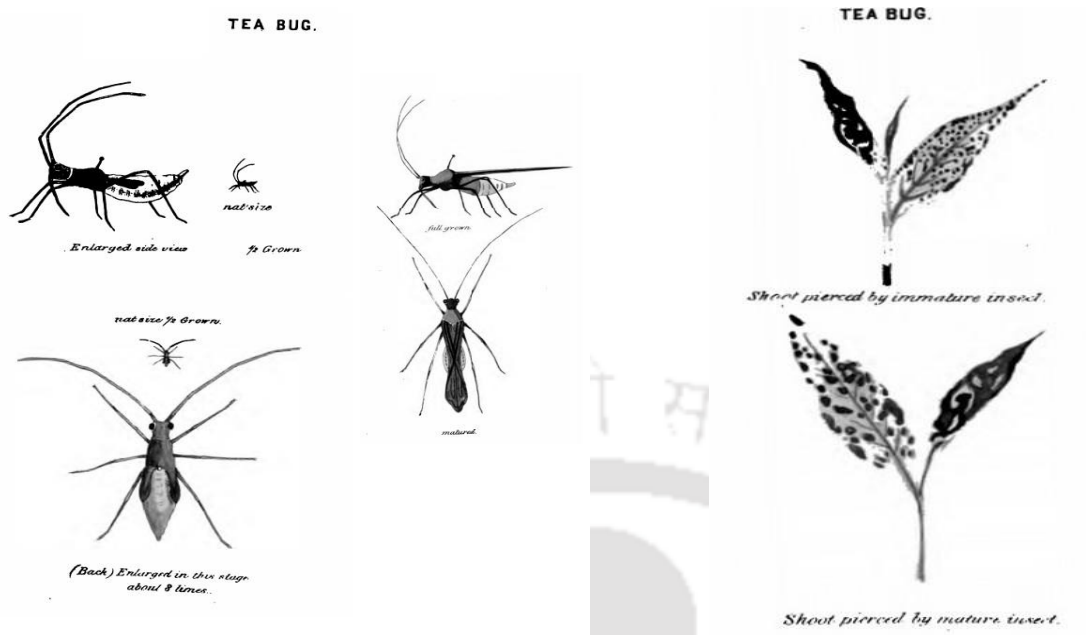 TEA BUG.
Enlarged side view
nat size
½ Grown
nat size ½ Grown.
(Back) Enlarged in this stage
about 8 times.
full grown
matured.
TEA BUG.
Shoot pierced by immature insect.
Shoot pierced by mature insect.